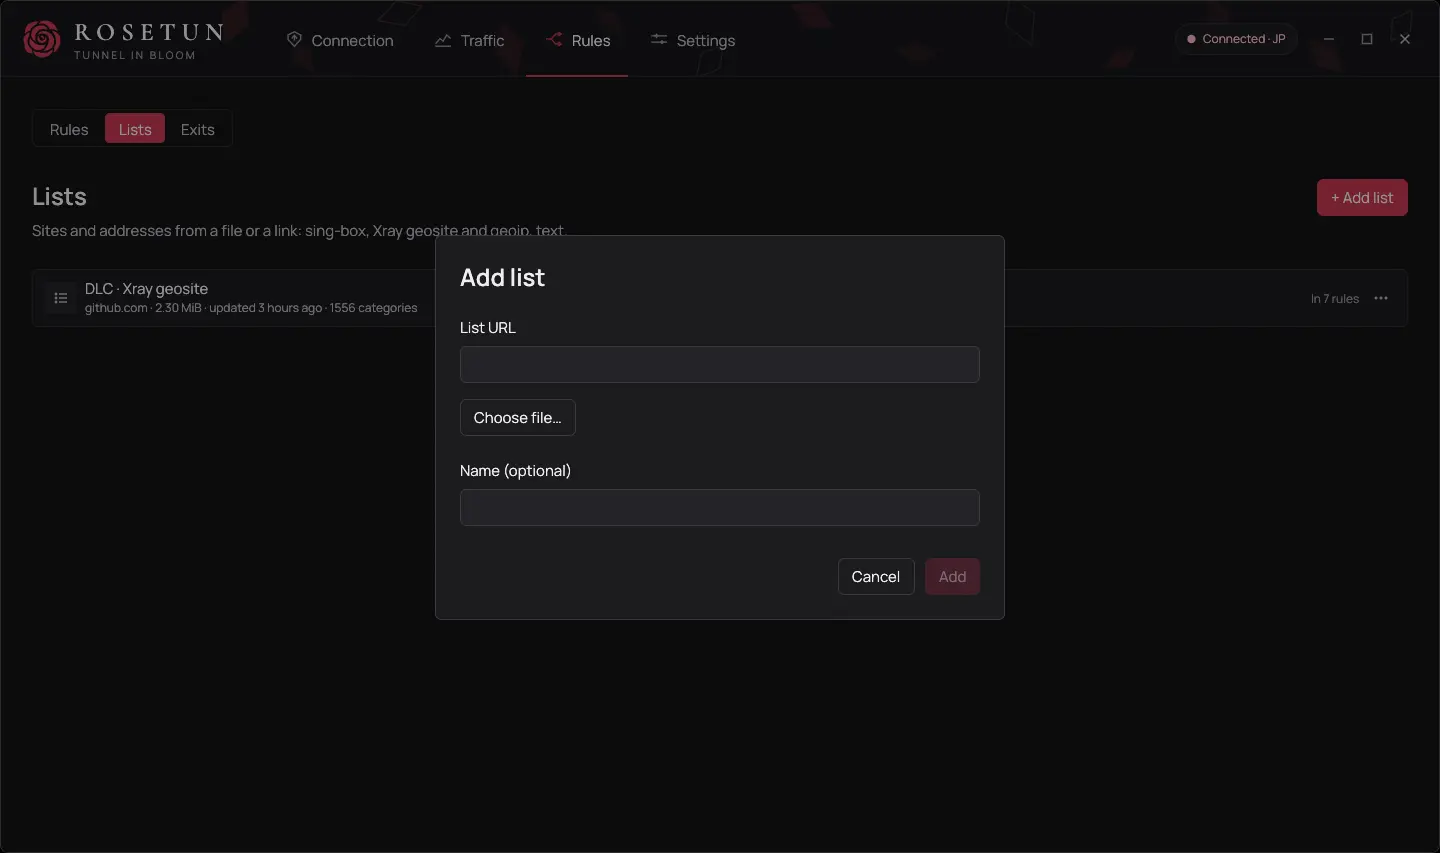 ROSETUN
TUNNEL IN BLOOM
Connection
Traffic
Rules
Settings
Connected · JP
Rules
Lists
Exits
Lists
+ Add list
Sites and addresses from a file or a link: sing-box, Xray geosite and geoip, text.
DLC · Xray geosite
github.com · 2.30 MiB · updated 3 hours ago · 1556 categories
In 7 rules
Add list
List URL
Choose file...
Name (optional)
Cancel
Add